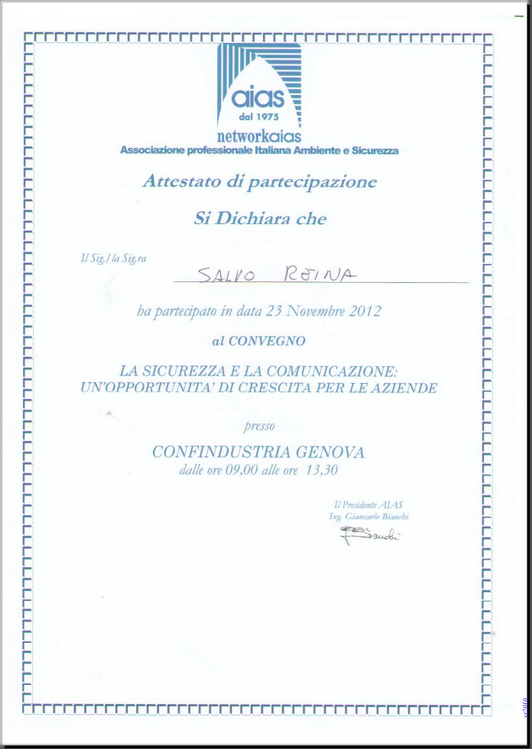 aias
dal 1975
networkaias
Associazione professionale Italiana Ambiente e Sicurezza
Attestato di partecipazione
Si Dichiara che
Il Sig./la Sig.ra
SALVO REINA
ha partecipato in data 23 Novembre 2012
al CONVEGNO
LA SICUREZZA E LA COMUNICAZIONE:
UN'OPPORTUNITA' DI CRESCITA PER LE AZIENDE
presso
CONFINDUSTRIA GENOVA
dalle ore 09,00 alle ore 13,30
Il Presidente AIAS
Ing. Giancarlo Bianchi